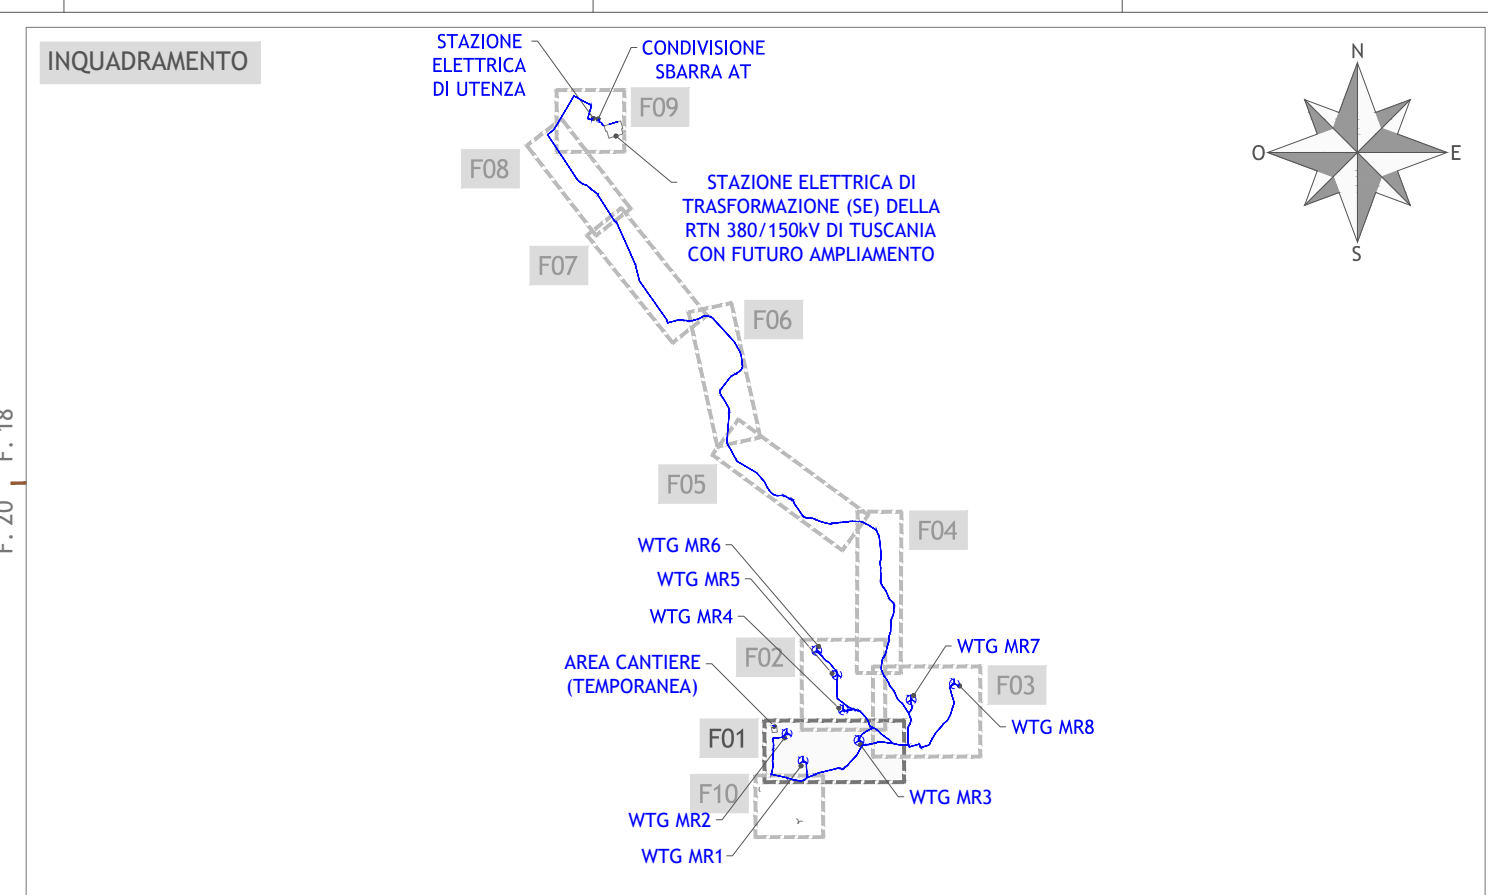 INQUADRAMENTO
STAZIONE
ELETTRICA
DI UTENZA
CONDIVISIONE
SBARRA AT
F09
F08
STAZIONE ELETTRICA DI
TRASFORMAZIONE (SE) DELLA
RTN 380/150kV DI TUSCANIA
CON FUTURO AMPLIAMENTO
N
O
E
S
F07
F06
F. 18
F. 20
F05
F04
WTG MR6
WTG MR5
WTG MR4
AREA CANTIERE
(TEMPORANEA)
F02
WTG MR7
F03
WTG MR8
F01
F10
WTG MR3
WTG MR2
WTG MR1